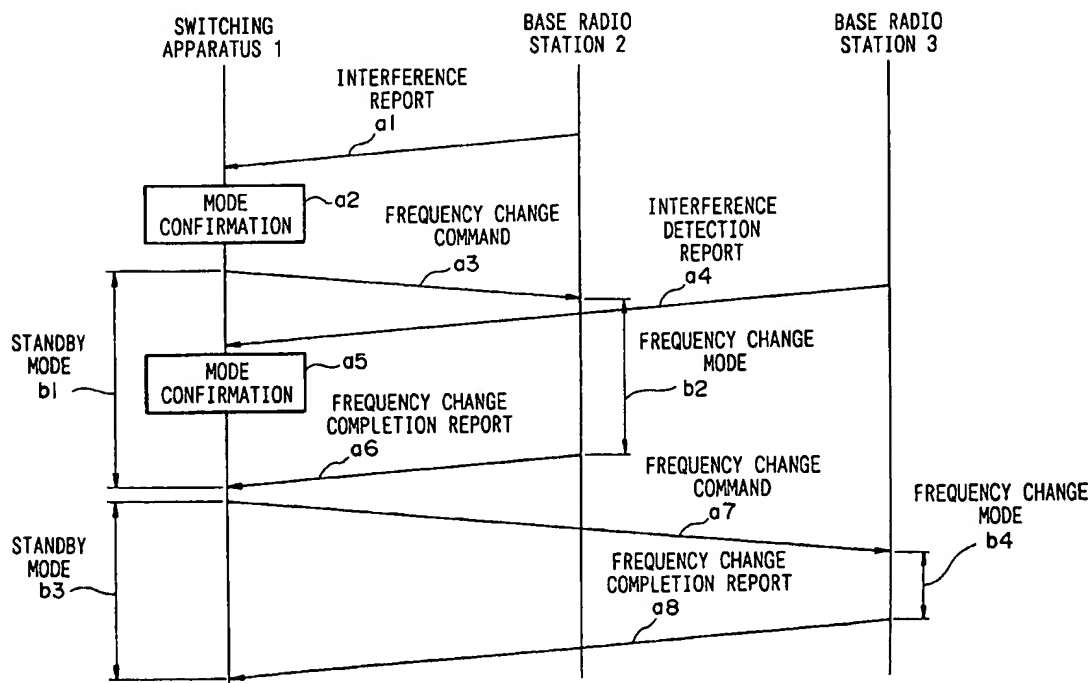 SWITCHING
APPARATUS 1
BASE RADIO
STATION 2
BASE RADIO
STATION 3
INTERFERENCE
REPORT
a1
MODE
CONFIRMATION
a2
FREQUENCY CHANGE
COMMAND
a3
INTERFERENCE
DETECTION
REPORT
a4
STANDBY
MODE
b1
MODE
CONFIRMATION
a5
FREQUENCY CHANGE
MODE
b2
FREQUENCY CHANGE
COMPLETION REPORT
a6
FREQUENCY CHANGE
COMMAND
a7
FREQUENCY CHANGE
MODE
b4
STANDBY
MODE
b3
FREQUENCY CHANGE
COMPLETION REPORT
a8